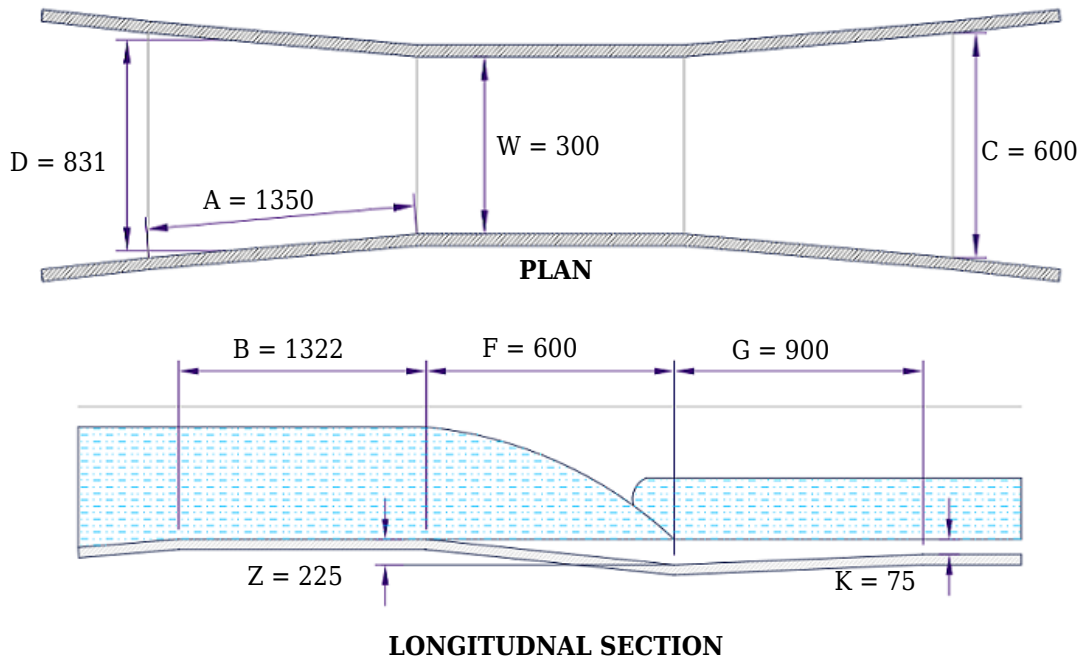 D = 831
A = 1350
W = 300
C = 600
PLAN
B = 1322
F = 600
G = 900
Z = 225
K = 75
LONGITUDNAL SECTION